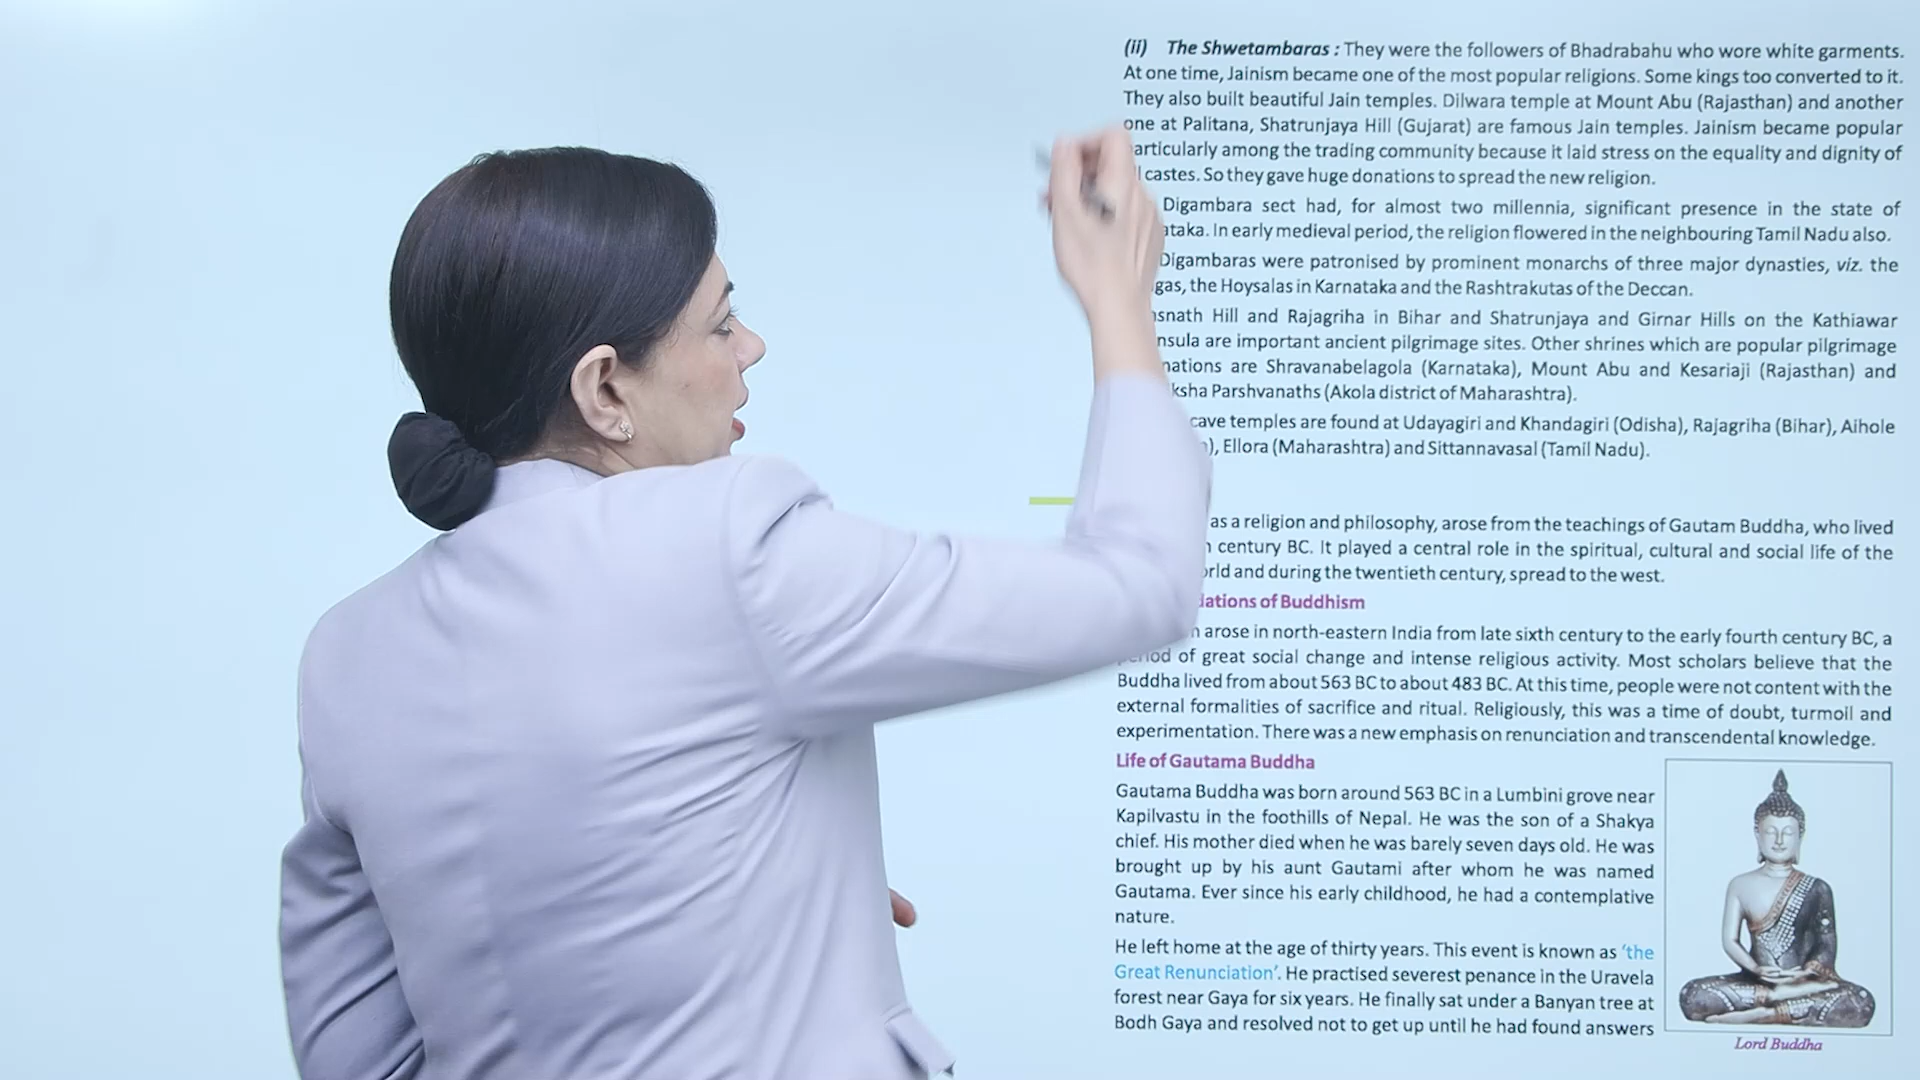 (ii) The Shwetambaras : They were the followers of Bhadrabahu who wore white garments.
At one time, Jainism became one of the most popular religions. Some kings too converted to it.
They also built beautiful Jain temples. Dilwara temple at Mount Abu (Rajasthan) and another
one at Palitana, Shatrunjaya Hill (Gujarat) are famous Jain temples. Jainism became popular
articularly among the trading community because it laid stress on the equality and dignity of
l castes. So they gave huge donations to spread the new religion.
Digambara sect had, for almost two millennia, significant presence in the state of
ataka. In early medieval period, the religion flowered in the neighbouring Tamil Nadu also.
Digambaras were patronised by prominent monarchs of three major dynasties, viz. the
gas, the Hoysalas in Karnataka and the Rashtrakutas of the Deccan.
snath Hill and Rajagriha in Bihar and Shatrunjaya and Girnar Hills on the Kathiawar
nsula are important ancient pilgrimage sites. Other shrines which are popular pilgrimage
nations are Shravanabelagola (Karnataka), Mount Abu and Kesariaji (Rajasthan) and
ksha Parshvanaths (Akola district of Maharashtra).
cave temples are found at Udayagiri and Khandagiri (Odisha), Rajagriha (Bihar), Aihole
), Ellora (Maharashtra) and Sittannavasal (Tamil Nadu).
as a religion and philosophy, arose from the teachings of Gautam Buddha, who lived
century BC. It played a central role in the spiritual, cultural and social life of the
rld and during the twentieth century, spread to the west.
ations of Buddhism
arose in north-eastern India from late sixth century to the early fourth century BC, a
period of great social change and intense religious activity. Most scholars believe that the
Buddha lived from about 563 BC to about 483 BC. At this time, people were not content with the
external formalities of sacrifice and ritual. Religiously, this was a time of doubt, turmoil and
experimentation. There was a new emphasis on renunciation and transcendental knowledge.
Life of Gautama Buddha
Gautama Buddha was born around 563 BC in a Lumbini grove near
Kapilvastu in the foothills of Nepal. He was the son of a Shakya
chief. His mother died when he was barely seven days old. He was
brought up by his aunt Gautami after whom he was named
Gautama. Ever since his early childhood, he had a contemplative
nature.
He left home at the age of thirty years. This event is known as 'the
Great Renunciation'. He practised severest penance in the Uravela
forest near Gaya for six years. He finally sat under a Banyan tree at
Bodh Gaya and resolved not to get up until he had found answers
Lord Buddha